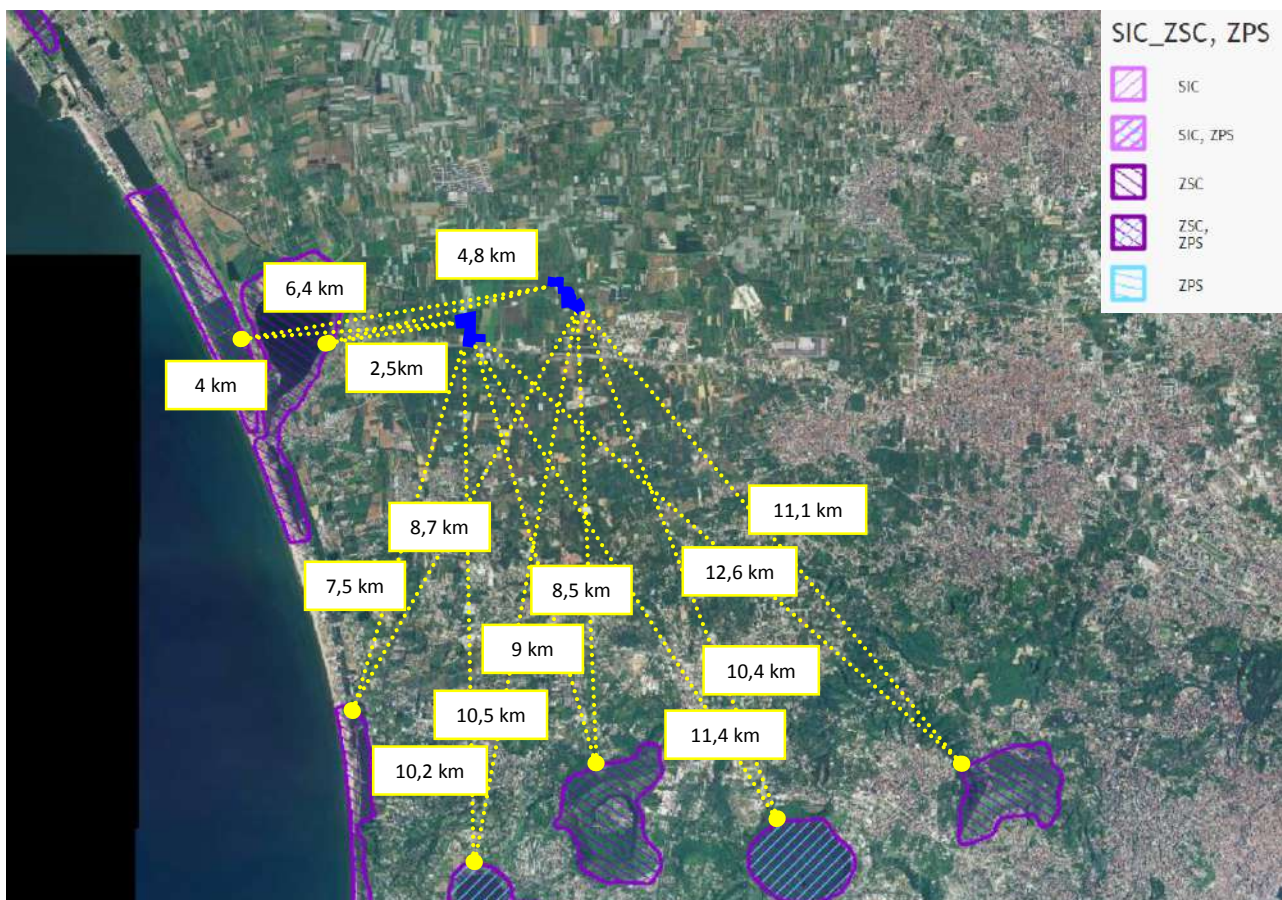 SIC_ZSC, ZPS
SIC
SIC, ZPS
ZSC
ZSC,
ZPS
ZPS
4,8 km
6,4 km
4 km
2,5km
11,1 km
8,7 km
12,6 km
7,5 km
8,5 km
9 km
10,4 km
10,5 km
11,4 km
10,2 km